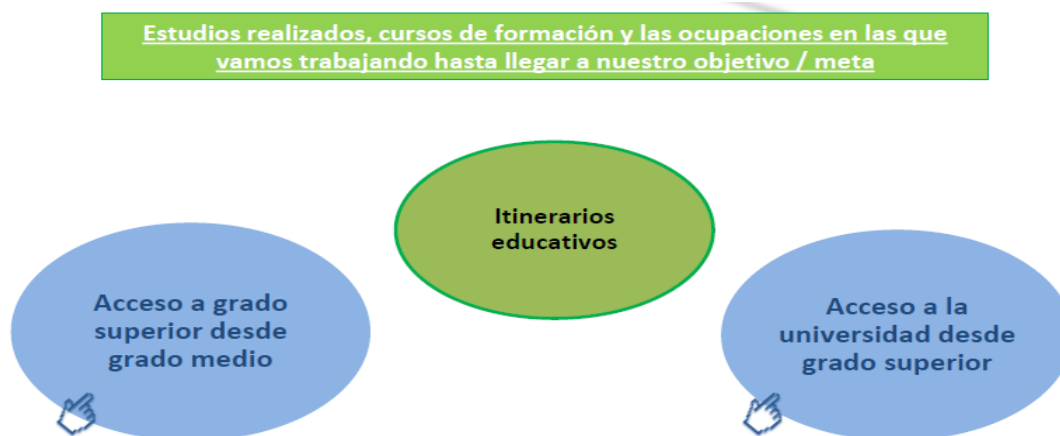 Estudios realizados, cursos de formación y las ocupaciones en las que
vamos trabajando hasta llegar a nuestro objetivo / meta
Itinerarios
educativos
Acceso a grado
superior desde
grado medio
Acceso a la
universidad desde
grado superior